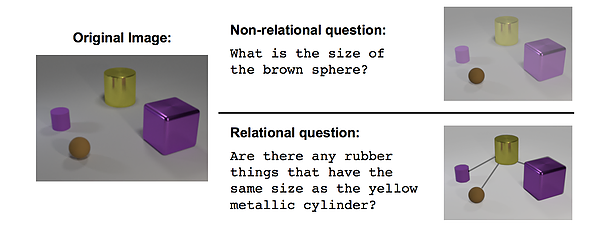 Original Image:
Non-relational question:
What is the size of
the brown sphere?
Relational question:
Are there any rubber
things that have the
same size as the yellow
metallic cylinder?